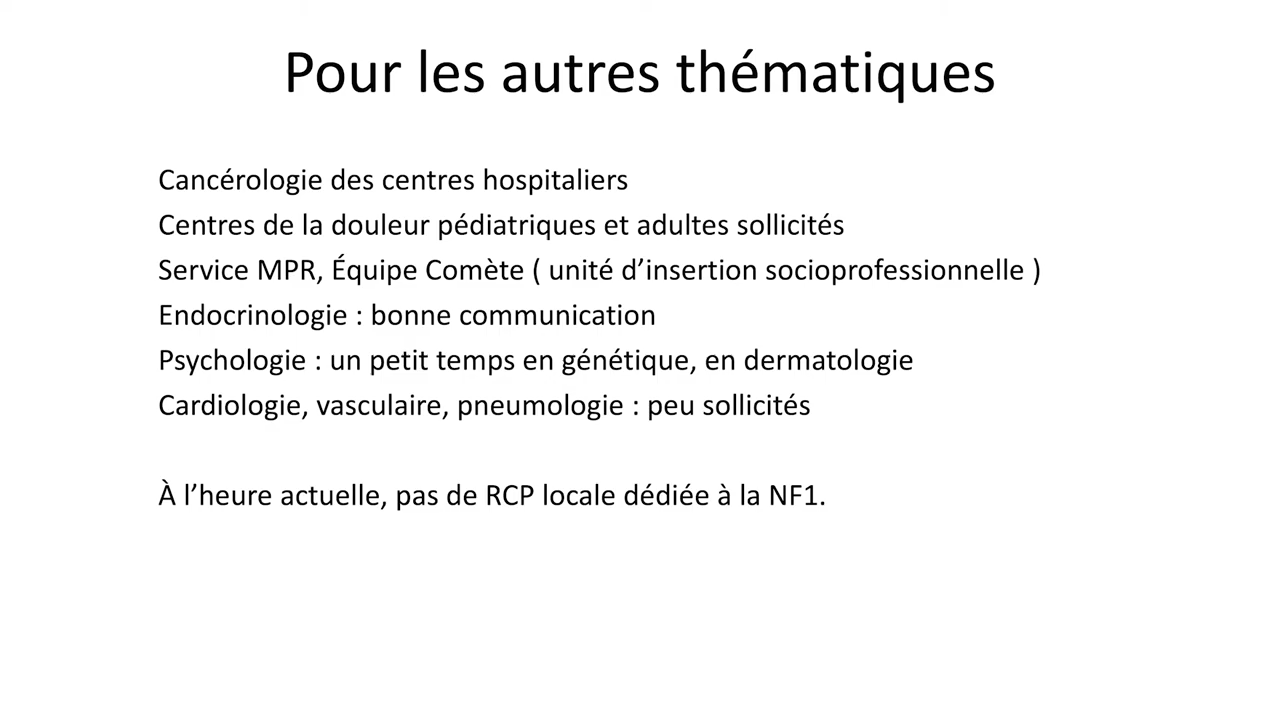 Pour les autres thématiques
Cancérologie des centres hospitaliers
Centres de la douleur pédiatriques et adultes sollicités
Service MPR, Équipe Comète ( unité d’insertion socioprofessionnelle )
Endocrinologie : bonne communication
Psychologie : un petit temps en génétique, en dermatologie
Cardiologie, vasculaire, pneumologie : peu sollicités
À l’heure actuelle, pas de RCP locale dédiée à la NF1.